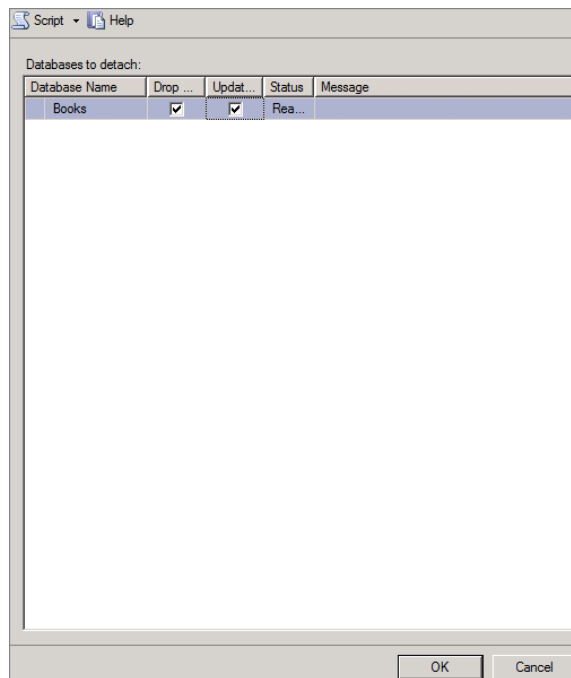 Script Help
Databases to detach:
Database Name Drop ... Updat... Status Message
Books Rea...
OK Cancel